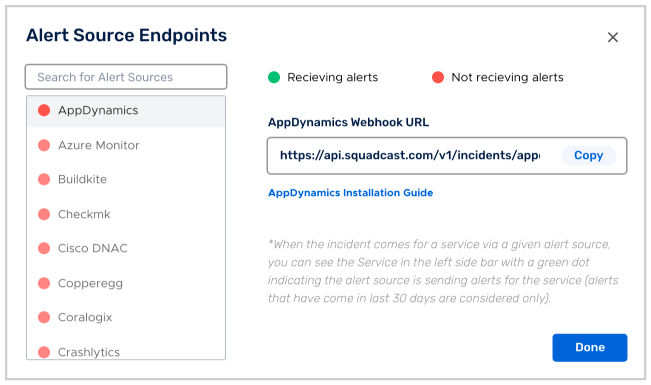 Alert Source Endpoints
Search for Alert Sources
AppDynamics
Azure Monitor
Buildkite
Checkmk
Cisco DNAC
Copperegg
Coralogix
Crashlytics
Recieving alerts
Not recieving alerts
AppDynamics Webhook URL
https://api.squadcast.com/v1/incidents/app
Copy
AppDynamics Installation Guide
*When the incident comes for a service via a given alert source,
you can see the Service in the left side bar with a green dot
indicating the alert source is sending alerts for the service (alerts
that have come in last 30 days are considered only).
Done